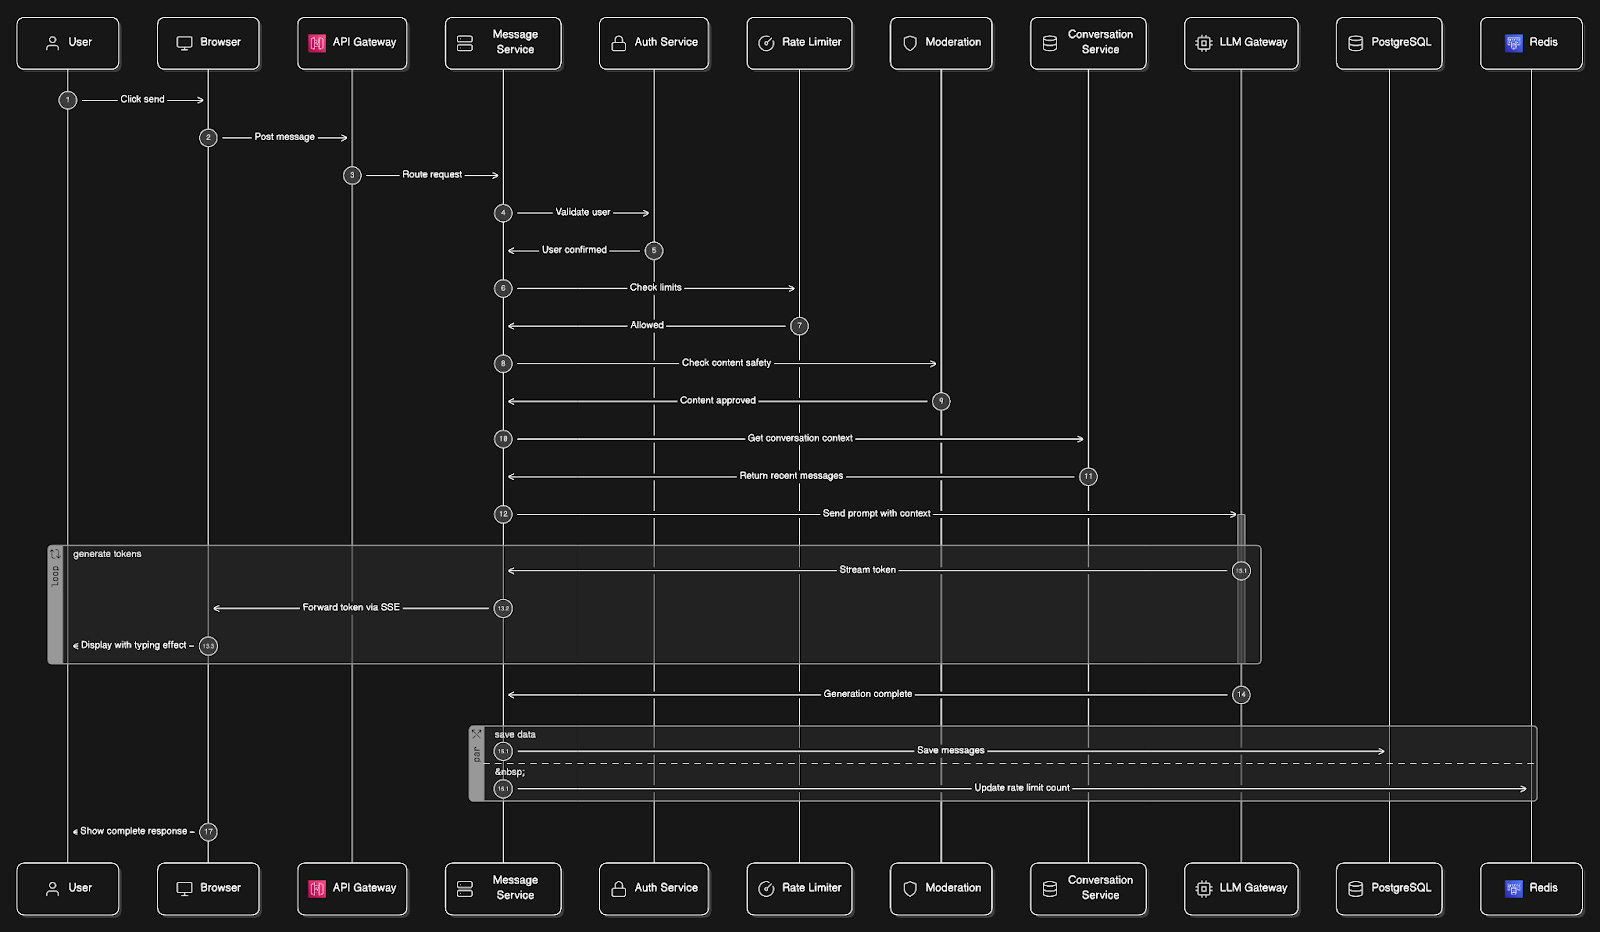 User
Browser
API Gateway
Message
Service
Auth Service
Rate Limiter
Moderation
Conversation
Service
LLM Gateway
PostgreSQL
Redis
1
Click send
2
Post message
3
Route request
4
Validate user
User confirmed
5
6
Check limits
Allowed
7
8
Check content safety
Content approved
9
10
Get conversation context
Return recent messages
11
12
Send prompt with context
loop
generate tokens
Stream token
13.1
Forward token via SSE
13.2
Display with typing effect
13.3
Generation complete
14
par
save data
15.1
Save messages
&nbsp;
16.1
Update rate limit count
Show complete response
17
User
Browser
API Gateway
Message
Service
Auth Service
Rate Limiter
Moderation
Conversation
Service
LLM Gateway
PostgreSQL
Redis